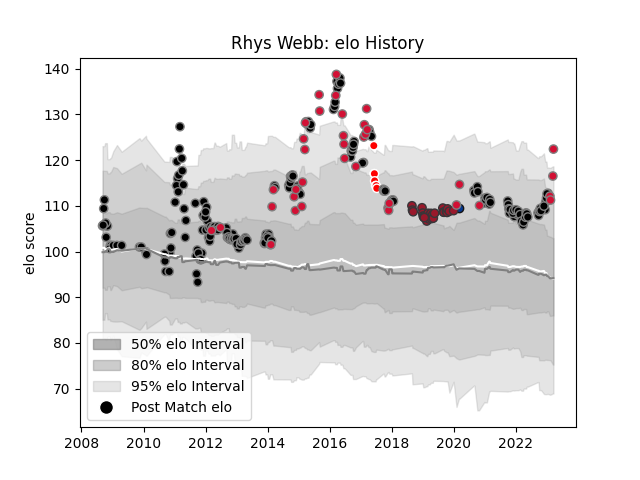 Rhys Webb: elo History
140
130
120
110
100
90
80
70
elo score
50% elo Interval
80% elo Interval
95% elo Interval
Post Match elo
2008 2010 2012 2014 2016 2018 2020 2022